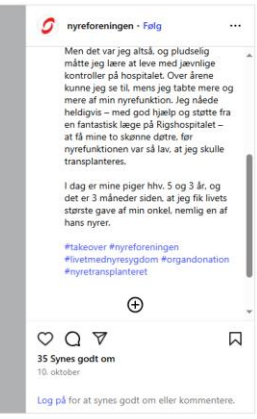 nyreforeningen • Følg
Men det var jeg altså, og pludselig
måtte jeg lære at leve med jævnlige
kontroller på hospitalet. Over årene
kunne jeg se til, mens jeg tabte mere og
mere af min nyrefunktion. Jeg nåede
heldigvis – med god hjælp og støtte fra
en fantastisk læge på Rigshospitalet –
at få mine to skønne døtre, før
nyrefunktionen var så lav, at jeg skulle
transplanteres.
I dag er mine piger hhv. 5 og 3 år, og
det er 3 måneder siden, at jeg fik livets
største gave af min onkel, nemlig en af
hans nyrer.
#takeover #nyreforeningen
#livetmednyresygdom #organdonation
#nyretransplanteret
35 Synes godt om
10. oktober
Log på for at synes godt om eller kommentere.